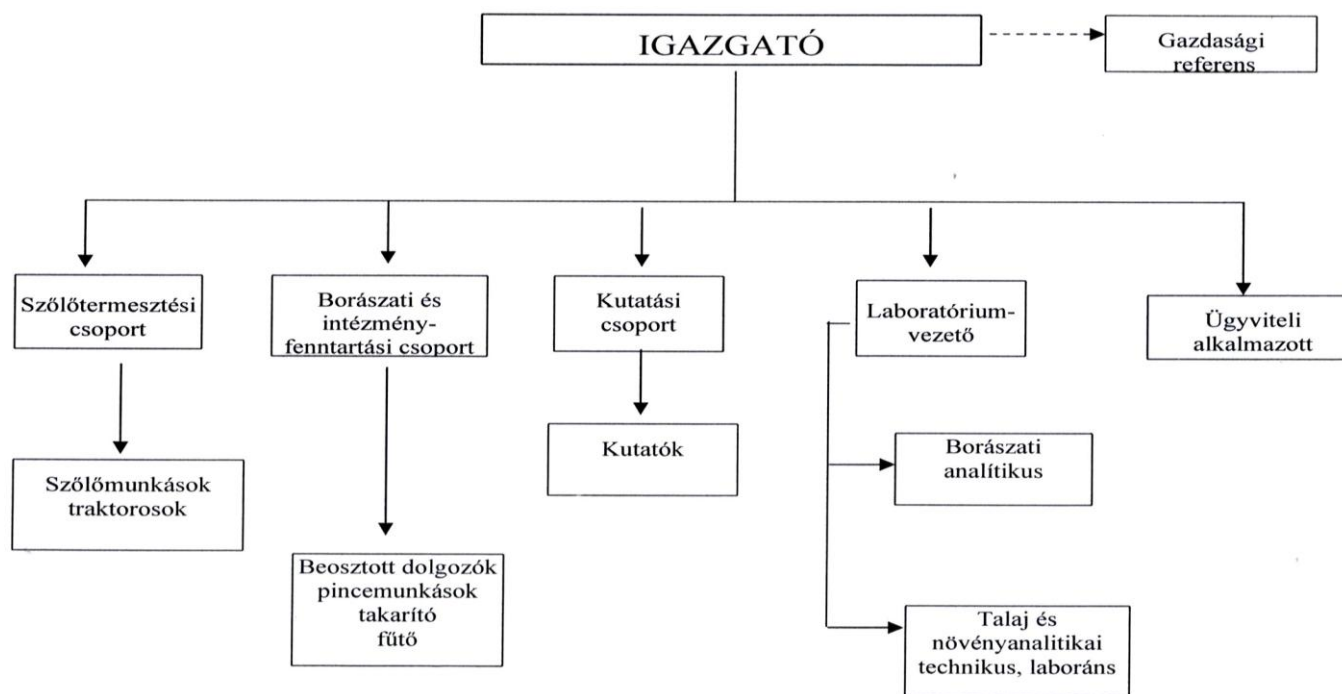 IGAZGATÓ
Gazdasági
referens
Szőlőtermesztési
csoport
Borászati és
intézmény-
fenntartási csoport
Kutatási
csoport
Laboratórium-
vezető
Ügyviteli
alkalmazott
Szőlőmunkások
traktorosok
Kutatók
Borászati
analítikus
Beosztott dolgozók
pincemunkások
takarító
fűtő
Talaj és
növényanalitikai
technikus, laboráns